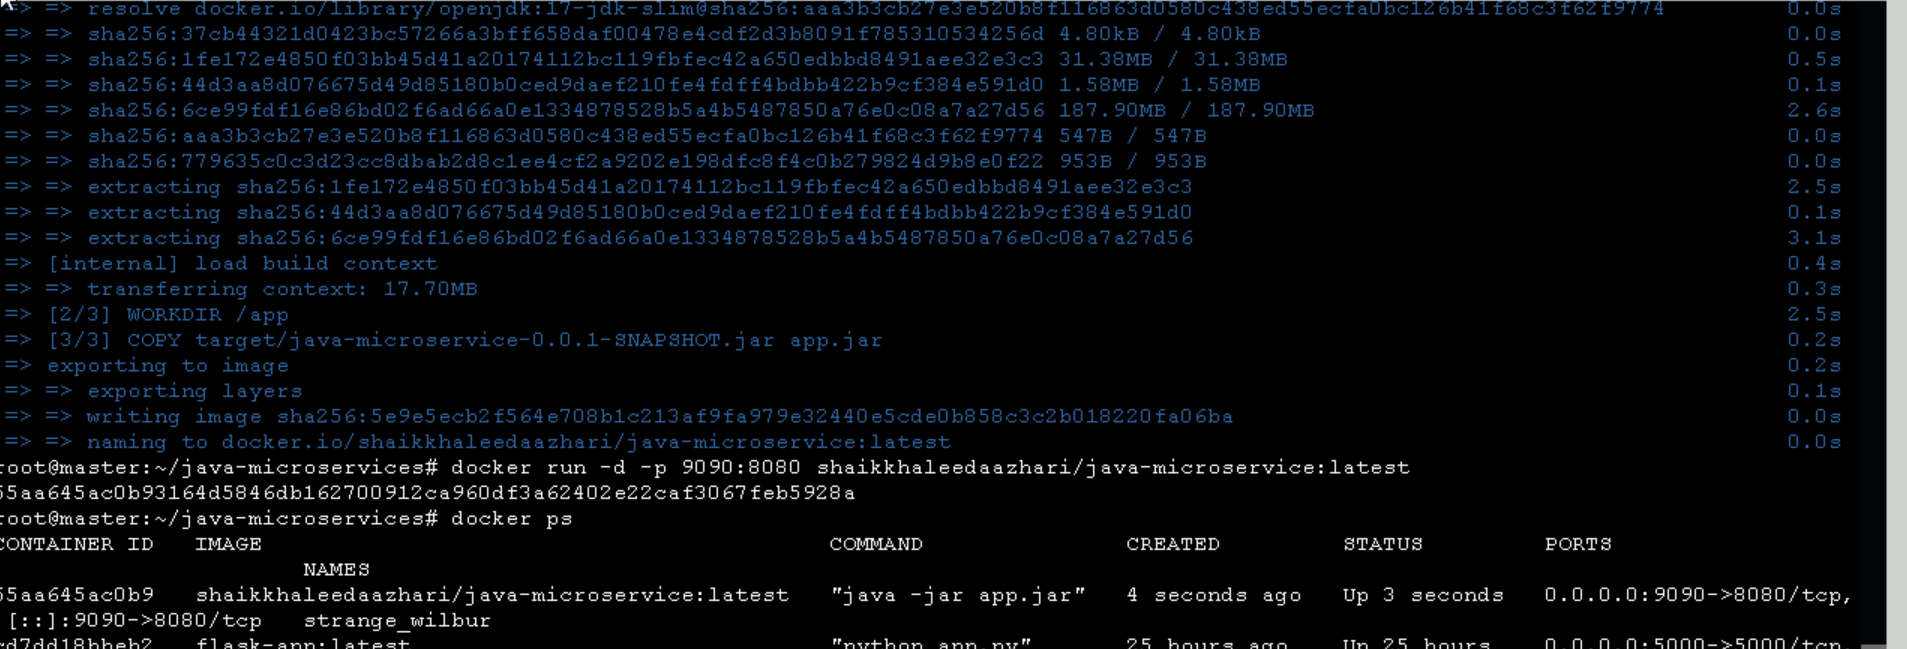 => => resolve docker.io/library/openjdk:17-jdk-slim@sha256:aaa3b3cb27e3e520b8f116863d0580c438ed55ecfa0bc126b41f68c3f62f9774 0.0s
=> => sha256:37cb44321d0423bc57266a3bff658daf00478e4cdf2d3b8091f785310534256d 4.80kB / 4.80kB 0.0s
=> => sha256:1fe172e4850f03bb45d41a20174112bc119fbfec42a650edbbd8491aee32e3c3 31.38MB / 31.38MB 0.5s
=> => sha256:44d3aa8d076675d49d85180b0ced9daef210fe4fdff4bdbb422b9cf384e591d0 1.58MB / 1.58MB 0.1s
=> => sha256:6ce99fdf16e86bd02f6ad66a0e1334878528b5a4b5487850a76e0c08a7a27d56 187.90MB / 187.90MB 2.6s
=> => sha256:aaa3b3cb27e3e520b8f116863d0580c438ed55ecfa0bc126b41f68c3f62f9774 547B / 547B 0.0s
=> => sha256:779635c0c3d23cc8dbab2d8c1ee4cf2a9202e198dfc8f4c0b279824d9b8e0f22 953B / 953B 0.0s
=> => extracting sha256:1fe172e4850f03bb45d41a20174112bc119fbfec42a650edbbd8491aee32e3c3 2.5s
=> => extracting sha256:44d3aa8d076675d49d85180b0ced9daef210fe4fdff4bdbb422b9cf384e591d0 0.1s
=> => extracting sha256:6ce99fdf16e86bd02f6ad66a0e1334878528b5a4b5487850a76e0c08a7a27d56 3.1s
=> [internal] load build context 0.4s
=> => transferring context: 17.70MB 0.3s
=> [2/3] WORKDIR /app 2.5s
=> [3/3] COPY target/java-microservice-0.0.1-SNAPSHOT.jar app.jar 0.2s
=> exporting to image 0.2s
=> => exporting layers 0.1s
=> => writing image sha256:5e9e5ecb2f564e708b1c213af9fa979e32440e5cde0b858c3c2b018220fa06ba 0.0s
=> => naming to docker.io/shaikkhaleedaazhari/java-microservice:latest 0.0s
root@master:~/java-microservices# docker run -d -p 9090:8080 shaikkhaleedaazhari/java-microservice:latest
55aa645ac0b93164d5846db162700912ca960df3a62402e22caf3067feb5928a
root@master:~/java-microservices# docker ps
CONTAINER ID IMAGE COMMAND CREATED STATUS PORTS
NAMES
55aa645ac0b9 shaikkhaleedaazhari/java-microservice:latest "java -jar app.jar" 4 seconds ago Up 3 seconds 0.0.0.0:9090->8080/tcp,
[::]:9090->8080/tcp strange_wilbur
cd7dd18bbeb2 flask-app:latest "python app.py" 25 hours ago Up 25 hours 0.0.0.0:5000->5000/tcp,